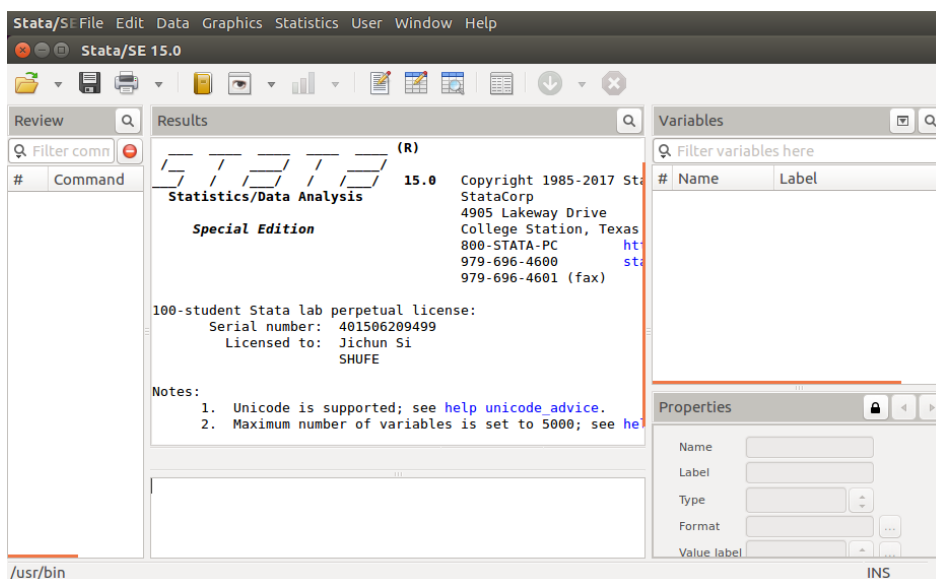 Stata/SE File Edit Data Graphics Statistics User Window Help
Stata/SE 15.0
Review
Filter comm
# Command
Results
(R)
15.0 Copyright 1985-2017 Sta
Statistics/Data Analysis StataCorp
4905 Lakeway Drive
Special Edition College Station, Texas
800-STATA-PC htt
979-696-4600 sta
979-696-4601 (fax)
100-student Stata lab perpetual license:
Serial number: 401506209499
Licensed to: Jichun Si
SHUFE
Notes:
1. Unicode is supported; see help unicode_advice.
2. Maximum number of variables is set to 5000; see hel
Variables
Filter variables here
# Name Label
Properties
Name
Label
Type
Format
...
Value label
...
/usr/bin
INS